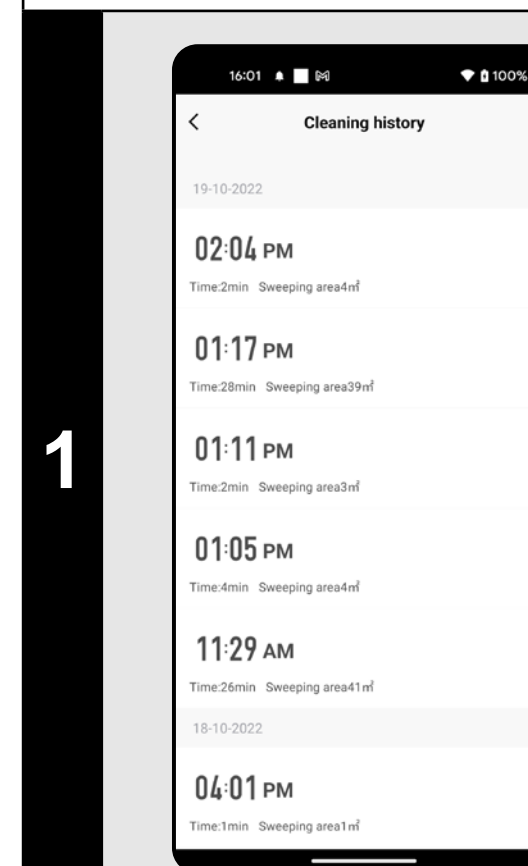 16:01 100%
Cleaning history
19-10-2022
02:04 PM
Time:2min Sweeping area4㎡
01:17 PM
Time:28min Sweeping area39㎡
01:11 PM
Time:2min Sweeping area3㎡
01:05 PM
Time:4min Sweeping area4㎡
1
11:29 AM
Time:26min Sweeping area41㎡
18-10-2022
04:01 PM
Time:1min Sweeping area1㎡